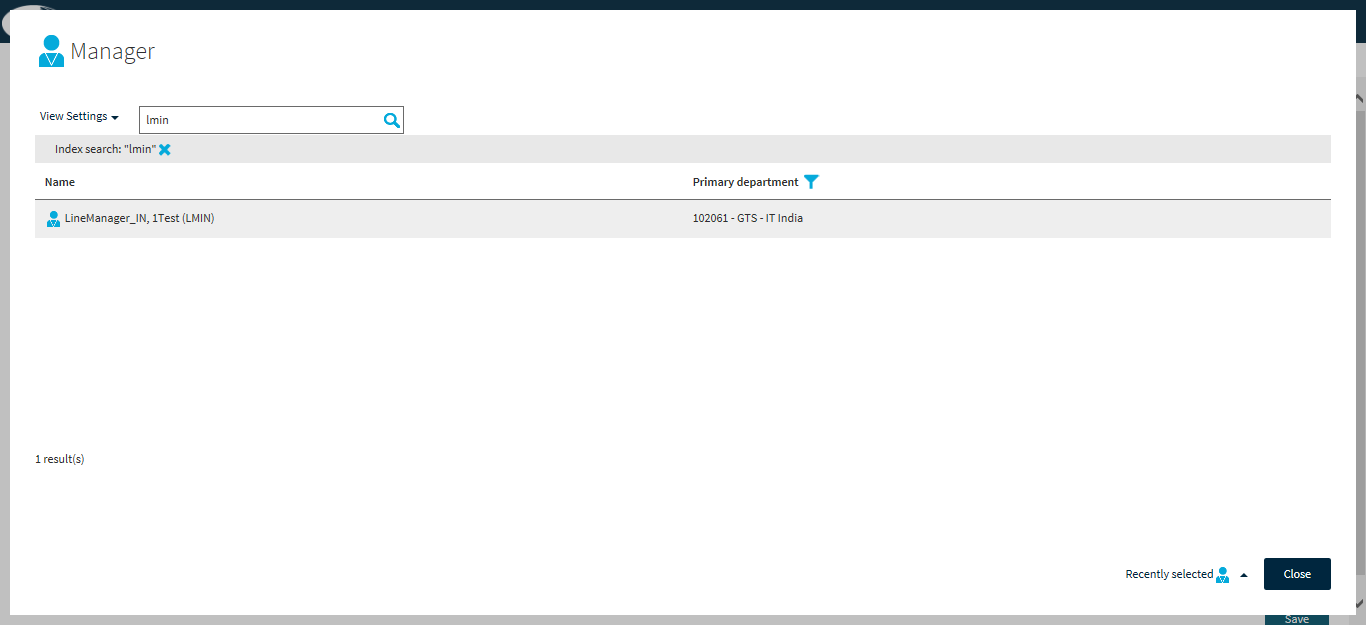 Manager
View Settings
lmin
Index search: "lmin"
Name Primary department
LineManager_IN, 1Test (LMIN) 102061 - GTS - IT India
1 result(s)
Recently selected Close
Save